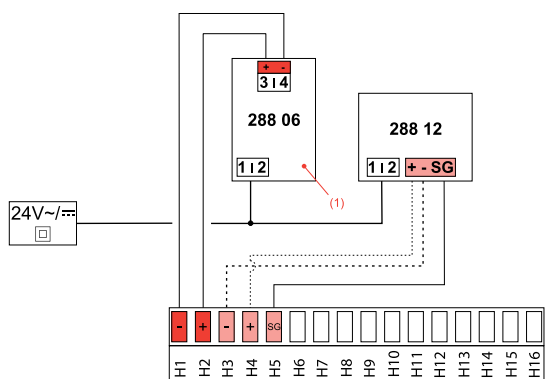 + -
3 4
288 06
288 12
1 2
1 2
+ - SG
(1)
24V~/⎓
- + - + SG
H1 H2 H3 H4 H5 H6 H7 H8 H9 H10 H11 H12 H13 H14 H15 H16